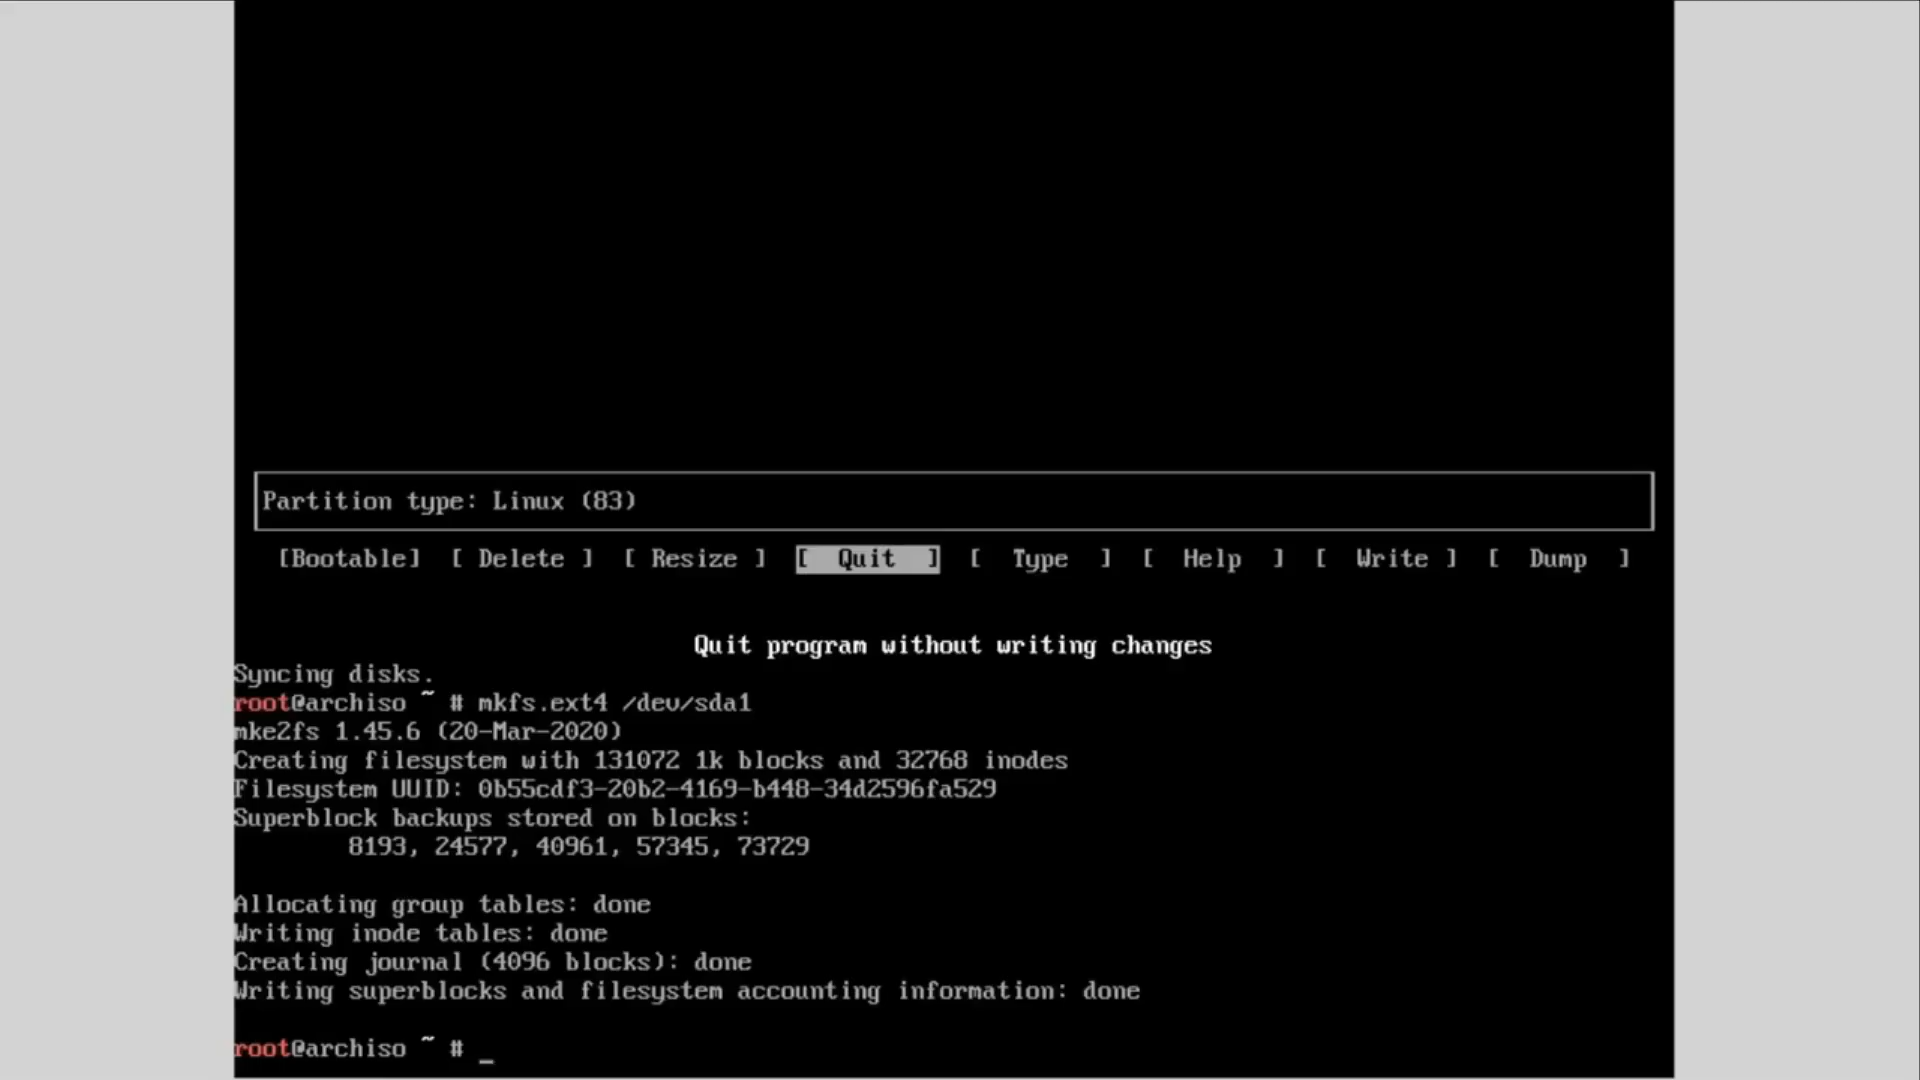 Partition type: Linux (83)
[Bootable] [ Delete ] [ Resize ] [ Quit ] [ Type ] [ Help ] [ Write ] [ Dump ]
Quit program without writing changes
Syncing disks.
root@archiso ~ # mkfs.ext4 /dev/sda1
mke2fs 1.45.6 (20-Mar-2020)
Creating filesystem with 131072 1k blocks and 32768 inodes
Filesystem UUID: 0b55cdf3-20b2-4169-b448-34d2596fa529
Superblock backups stored on blocks:
8193, 24577, 40961, 57345, 73729
Allocating group tables: done
Writing inode tables: done
Creating journal (4096 blocks): done
Writing superblocks and filesystem accounting information: done
root@archiso ~ # _